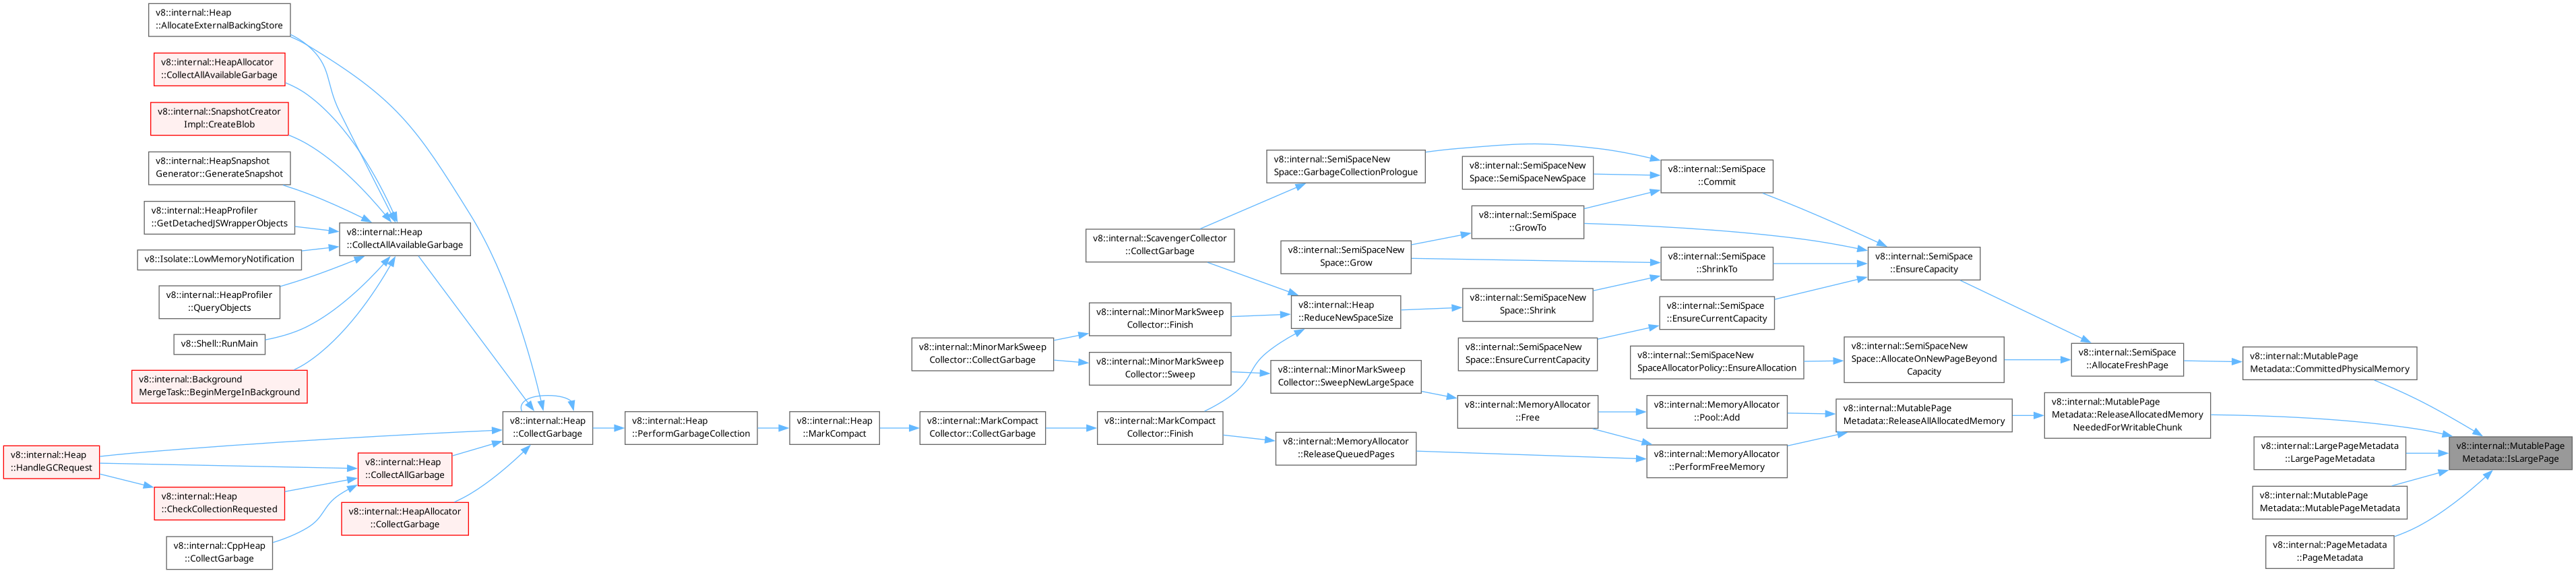 v8::internal::Heap
::AllocateExternalBackingStore
v8::internal::HeapAllocator
::CollectAllAvailableGarbage
v8::internal::SnapshotCreator
Impl::CreateBlob
v8::internal::HeapSnapshot
Generator::GenerateSnapshot
v8::internal::HeapProfiler
::GetDetachedJSWrapperObjects
v8::Isolate::LowMemoryNotification
v8::internal::HeapProfiler
::QueryObjects
v8::Shell::RunMain
v8::internal::Background
MergeTask::BeginMergeInBackground
v8::internal::Heap
::HandleGCRequest
v8::internal::Heap
::CheckCollectionRequested
v8::internal::CppHeap
::CollectGarbage
v8::internal::Heap
::CollectAllAvailableGarbage
v8::internal::Heap
::CollectAllGarbage
v8::internal::HeapAllocator
::CollectGarbage
v8::internal::Heap
::CollectGarbage
v8::internal::Heap
::PerformGarbageCollection
v8::internal::Heap
::MarkCompact
v8::internal::MinorMarkSweep
Collector::CollectGarbage
v8::internal::MarkCompact
Collector::CollectGarbage
v8::internal::ScavengerCollector
::CollectGarbage
v8::internal::MinorMarkSweep
Collector::Finish
v8::internal::MinorMarkSweep
Collector::Sweep
v8::internal::MarkCompact
Collector::Finish
v8::internal::SemiSpaceNew
Space::GarbageCollectionPrologue
v8::internal::SemiSpaceNew
Space::Grow
v8::internal::Heap
::ReduceNewSpaceSize
v8::internal::MinorMarkSweep
Collector::SweepNewLargeSpace
v8::internal::MemoryAllocator
::ReleaseQueuedPages
v8::internal::SemiSpaceNew
Space::SemiSpaceNewSpace
v8::internal::SemiSpace
::GrowTo
v8::internal::SemiSpaceNew
Space::Shrink
v8::internal::SemiSpaceNew
Space::EnsureCurrentCapacity
v8::internal::MemoryAllocator
::Free
v8::internal::SemiSpace
::Commit
v8::internal::SemiSpace
::ShrinkTo
v8::internal::SemiSpace
::EnsureCurrentCapacity
v8::internal::SemiSpaceNew
SpaceAllocatorPolicy::EnsureAllocation
v8::internal::MemoryAllocator
::Pool::Add
v8::internal::MemoryAllocator
::PerformFreeMemory
v8::internal::SemiSpace
::EnsureCapacity
v8::internal::SemiSpaceNew
Space::AllocateOnNewPageBeyond
Capacity
v8::internal::MutablePage
Metadata::ReleaseAllAllocatedMemory
v8::internal::SemiSpace
::AllocateFreshPage
v8::internal::MutablePage
Metadata::ReleaseAllocatedMemory
NeededForWritableChunk
v8::internal::MutablePage
Metadata::CommittedPhysicalMemory
v8::internal::LargePageMetadata
::LargePageMetadata
v8::internal::MutablePage
Metadata::MutablePageMetadata
v8::internal::PageMetadata
::PageMetadata
v8::internal::MutablePage
Metadata::IsLargePage